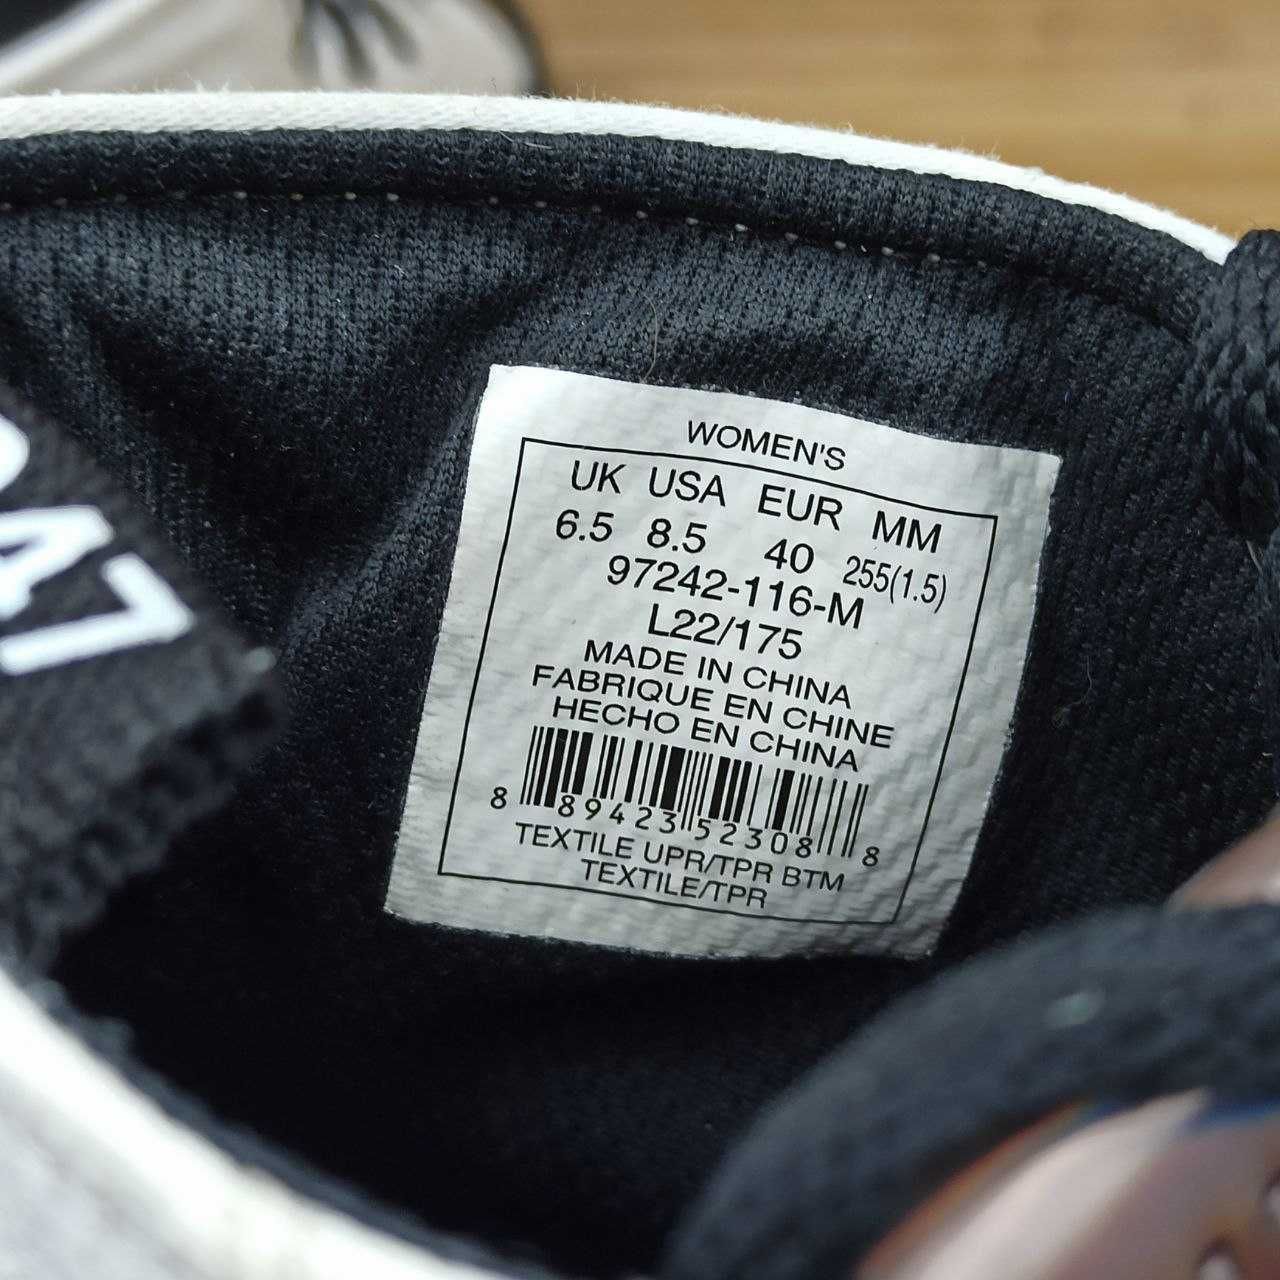 WOMEN'S
UK USA EUR MM
6.5 8.5 40 255(1.5)
97242-116-M
L22/175
MADE IN CHINA
FABRIQUE EN CHINE
HECHO EN CHINA
8 89423 52308 8
TEXTILE UPR/TPR BTM
TEXTILE/TPR
47